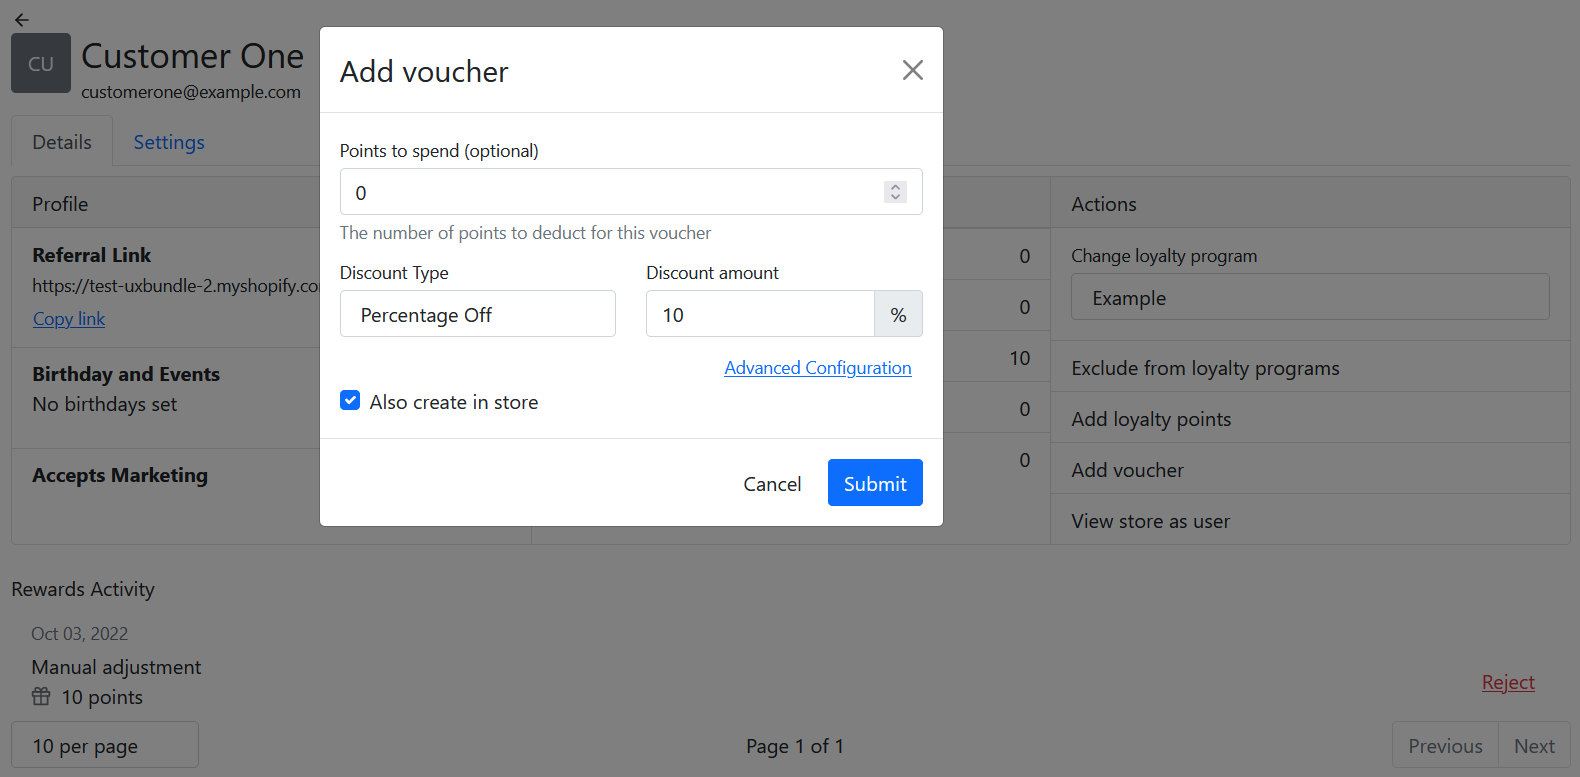 CU
Customer One
customerone@example.com
Details
Settings
Profile
Referral Link
https://test-uxbundle-2.myshopify.co
Copy link
Birthday and Events
No birthdays set
Accepts Marketing
Add voucher
Points to spend (optional)
0
The number of points to deduct for this voucher
Discount Type
Discount amount
Percentage Off
10
%
Advanced Configuration
Also create in store
Cancel
Submit
0
0
10
0
0
Actions
Change loyalty program
Example
Exclude from loyalty programs
Add loyalty points
Add voucher
View store as user
Rewards Activity
Oct 03, 2022
Manual adjustment
10 points
Reject
10 per page
Page 1 of 1
Previous
Next